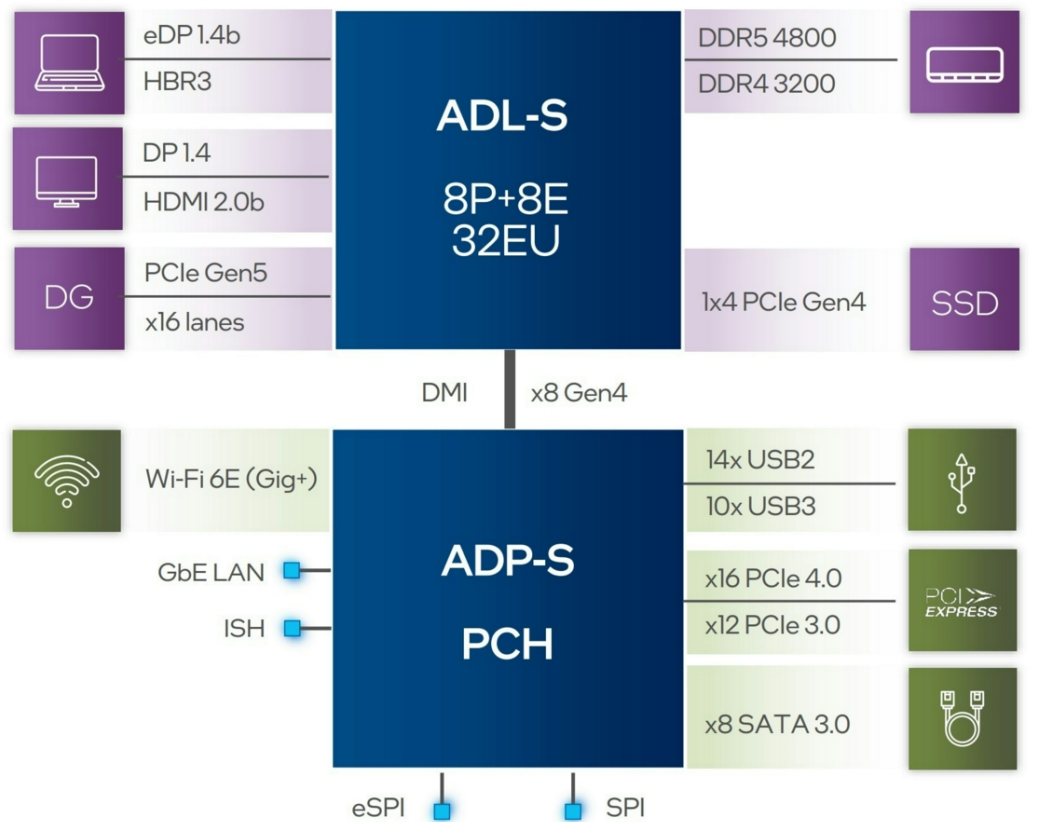 eDP 1.4b
HBR3
DP 1.4
HDMI 2.0b
DG
PCIe Gen5
x16 lanes
ADL-S
8P+8E
32EU
DDR5 4800
DDR4 3200
1x4 PCIe Gen4
SSD
DMI
x8 Gen4
Wi-Fi 6E (Gig+)
GbE LAN
ISH
ADP-S
PCH
14x USB2
10x USB3
x16 PCIe 4.0
x12 PCIe 3.0
PCI
EXPRESS
x8 SATA 3.0
eSPI
SPI